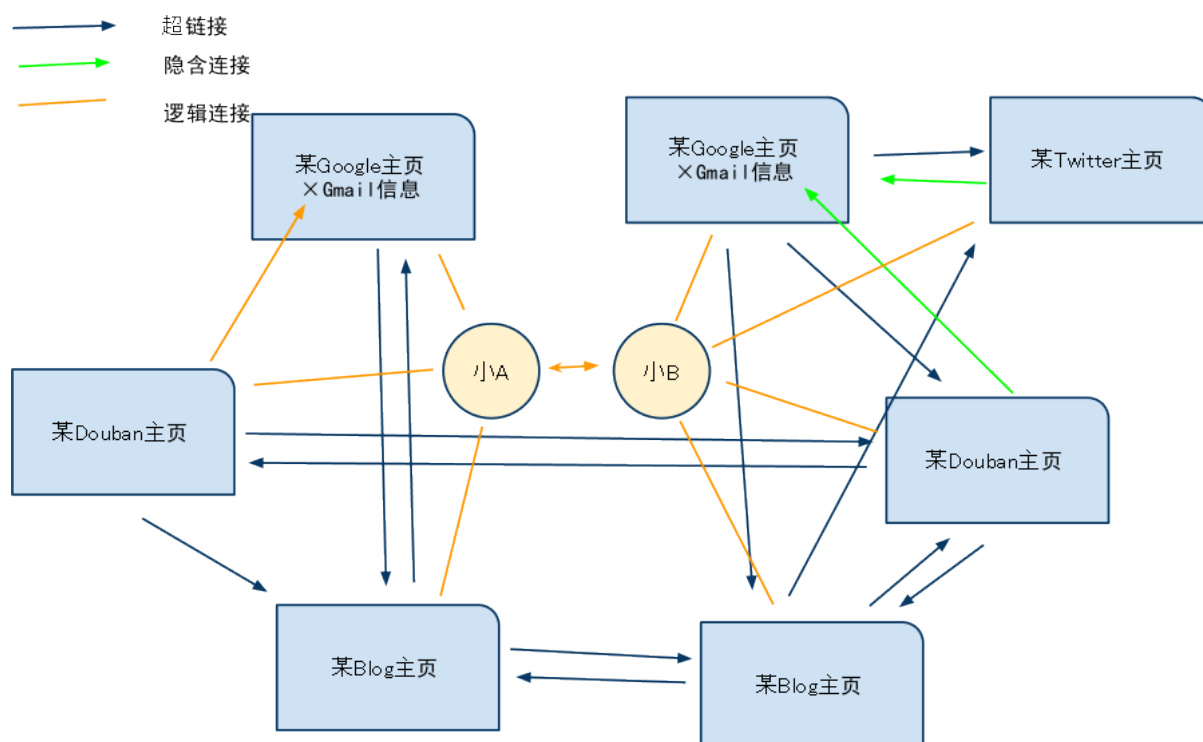 超链接
隐含连接
逻辑连接
某Google主页
×Gmail信息
某Google主页
×Gmail信息
某Twitter主页
小A
小B
某Douban主页
某Douban主页
某Blog主页
某Blog主页